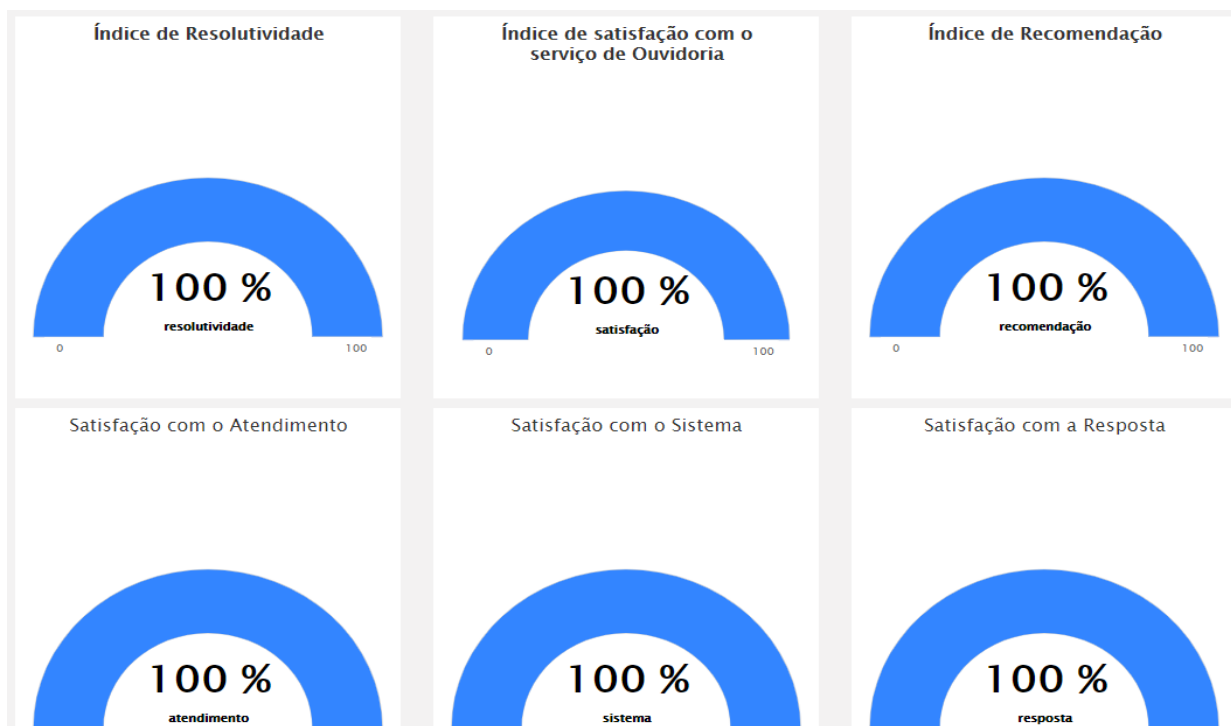 Índice de Resolutividade
100 %
resolutividade
0
100
Índice de satisfação com o
serviço de Ouvidoria
100 %
satisfação
0
100
Índice de Recomendação
100 %
recomendação
0
100
Satisfação com o Atendimento
100 %
atendimento
Satisfação com o Sistema
100 %
sistema
Satisfação com a Resposta
100 %
resposta